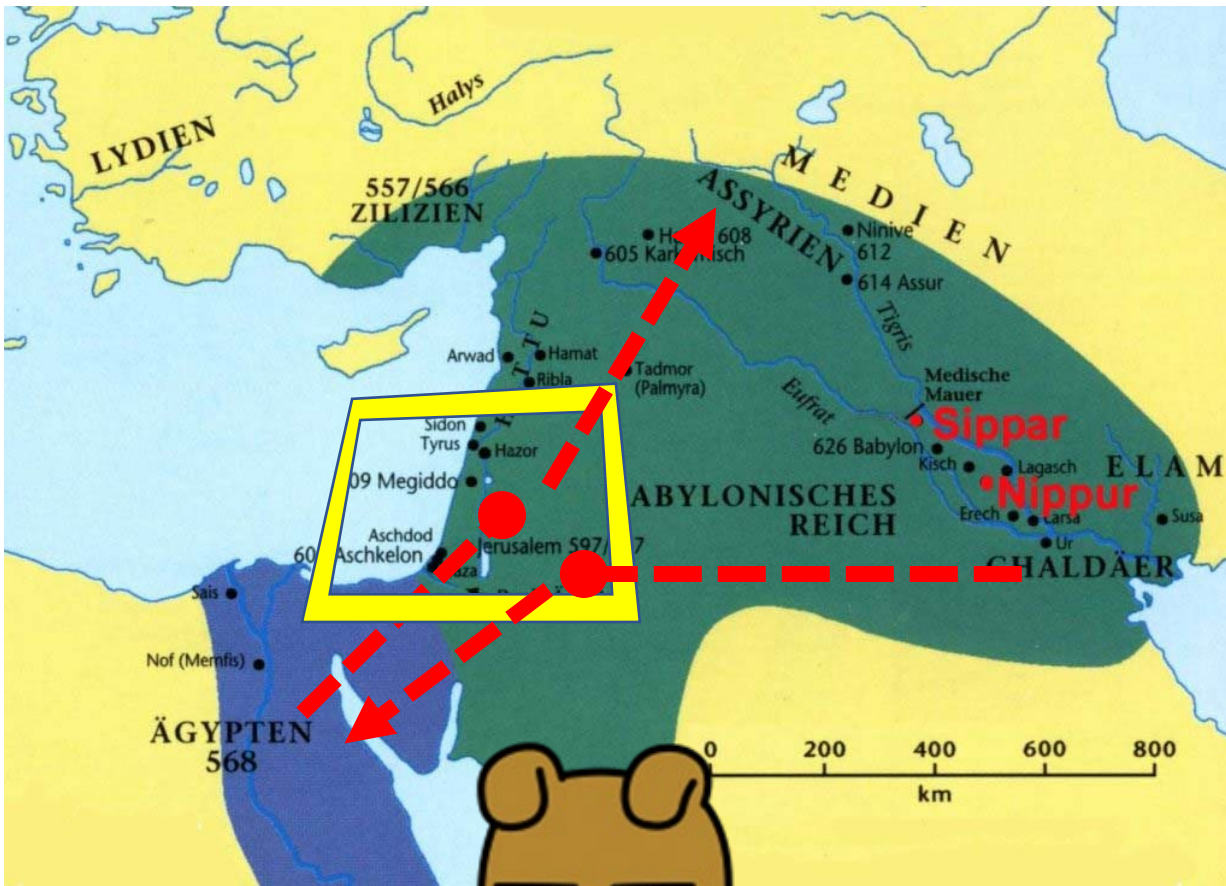 Halys
LYDIEN
MEDIEN
557/566
ZILIZIEN
ASSYRIEN
608
Ninive
612
605
614 Assur
Tigris
Arwad
Hamat
Tadmor
(Palmyra)
Ribla
Medische
Mauer
Eufrat
Sidon
Sippar
Tyrus
Hazor
626 Babylon
Kisch
Lagasch
ELAM
09 Megiddo
Nippur
ABYLONISCHES
REICH
Erech
Larsa
Susa
Aschdod
Jerusalem 597/
Aschkelon
Ur
CHALDÄER
Sais
Nof (Memfis)
ÄGYPTEN
568
0 200 400 600 800
km